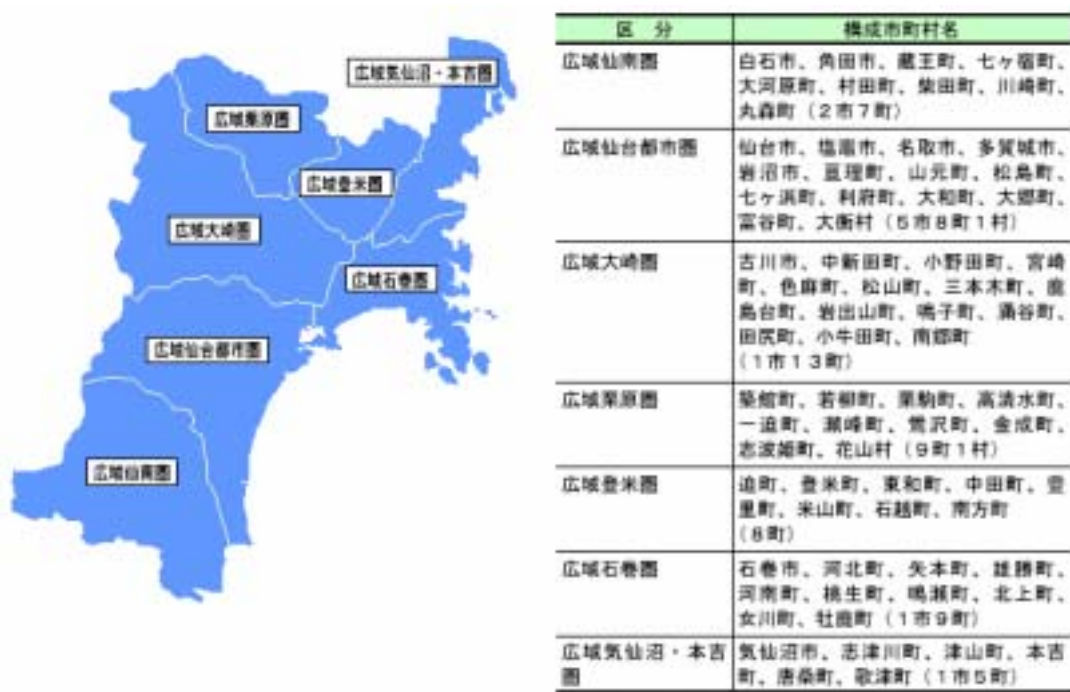 広域気仙沼・本吉圏
広域栗原圏
広域登米圏
広域大崎圏
広域石巻圏
広域仙台都市圏
広域仙南圏
区 分
構成市町村名
広域仙南圏
白石市、角田市、蔵王町、七ヶ宿町、
大河原町、村田町、柴田町、川崎町、
丸森町（２市７町）
広域仙台都市圏
仙台市、塩竈市、名取市、多賀城市、
岩沼市、亘理町、山元町、松島町、
七ヶ浜町、利府町、大和町、大郷町、
富谷町、大衡村（５市８町１村）
広域大崎圏
古川市、中新田町、小野田町、宮崎
町、色麻町、松山町、三本木町、鹿
島台町、岩出山町、鳴子町、涌谷町、
田尻町、小牛田町、南郷町
（１市１３町）
広域栗原圏
築館町、若柳町、栗駒町、高清水町、
一迫町、瀬峰町、鶯沢町、金成町、
志波姫町、花山村（９町１村）
広域登米圏
迫町、登米町、東和町、中田町、豊
里町、米山町、石越町、南方町
（８町）
広域石巻圏
石巻市、河北町、矢本町、雄勝町、
河南町、桃生町、鳴瀬町、北上町、
女川町、牡鹿町（１市９町）
広域気仙沼・本吉
圏
気仙沼市、志津川町、津山町、本吉
町、唐桑町、歌津町（１市５町）